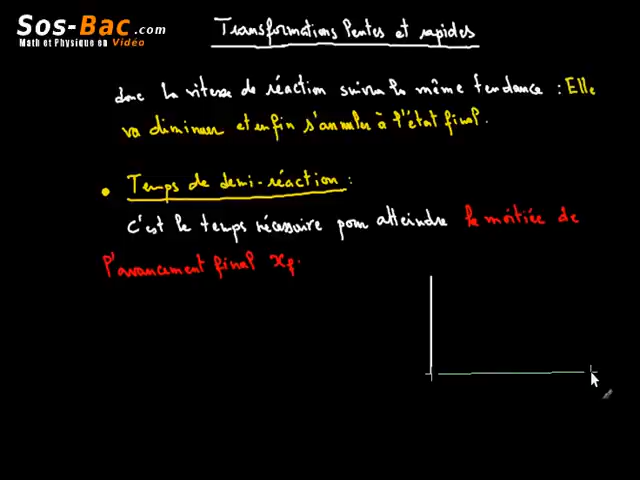 Sos-Bac.com
Math et Physique en Vidéo
Transformations lentes et rapides
donc la vitesse de réaction suivra la même tendance : Elle
va diminuer et enfin s'annuler à l'état final.
• Temps de demi-réaction :
C'est le temps nécessaire pour atteindre la moitiée de
l'avancement final xf.